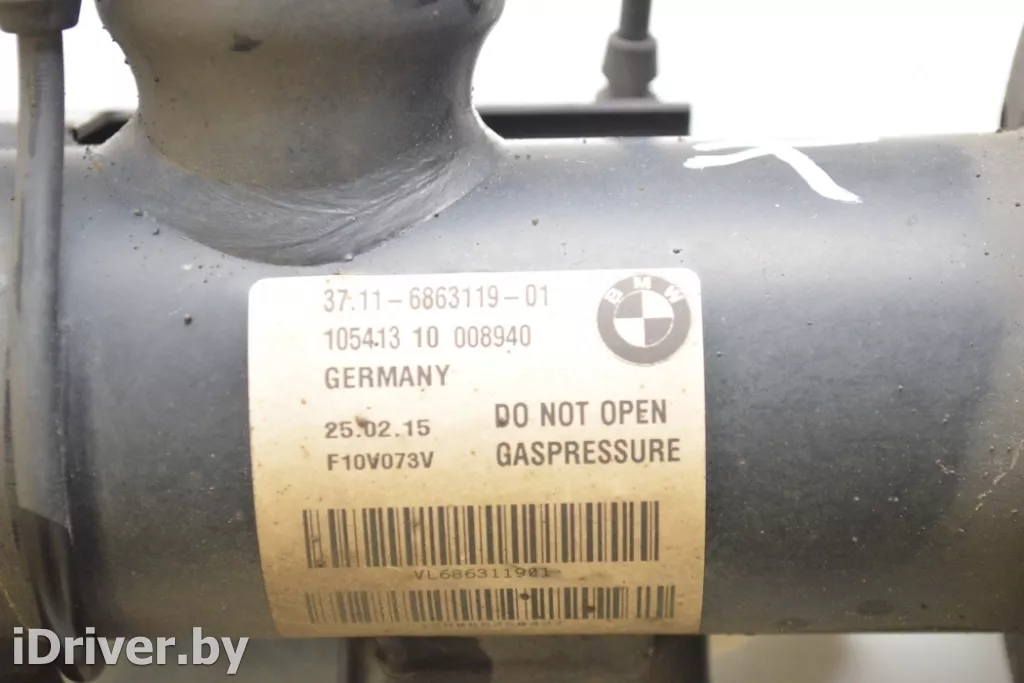 37.11-6863119-01
105413 10 008940
BMW
GERMANY
25.02.15
DO NOT OPEN
F10V073V
GASPRESSURE
VL686311901
iDriver.by